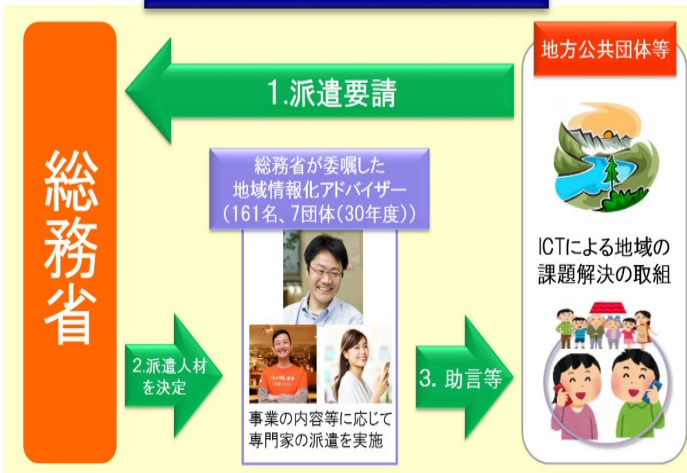 地方公共団体等
1.派遣要請
総務省
総務省が委嘱した
地域情報化アドバイザー
(161名、7団体(30年度))
ICTによる地域の
課題解決の取組
2.派遣人材
を決定
3. 助言等
事業の内容等に応じて
専門家の派遣を実施